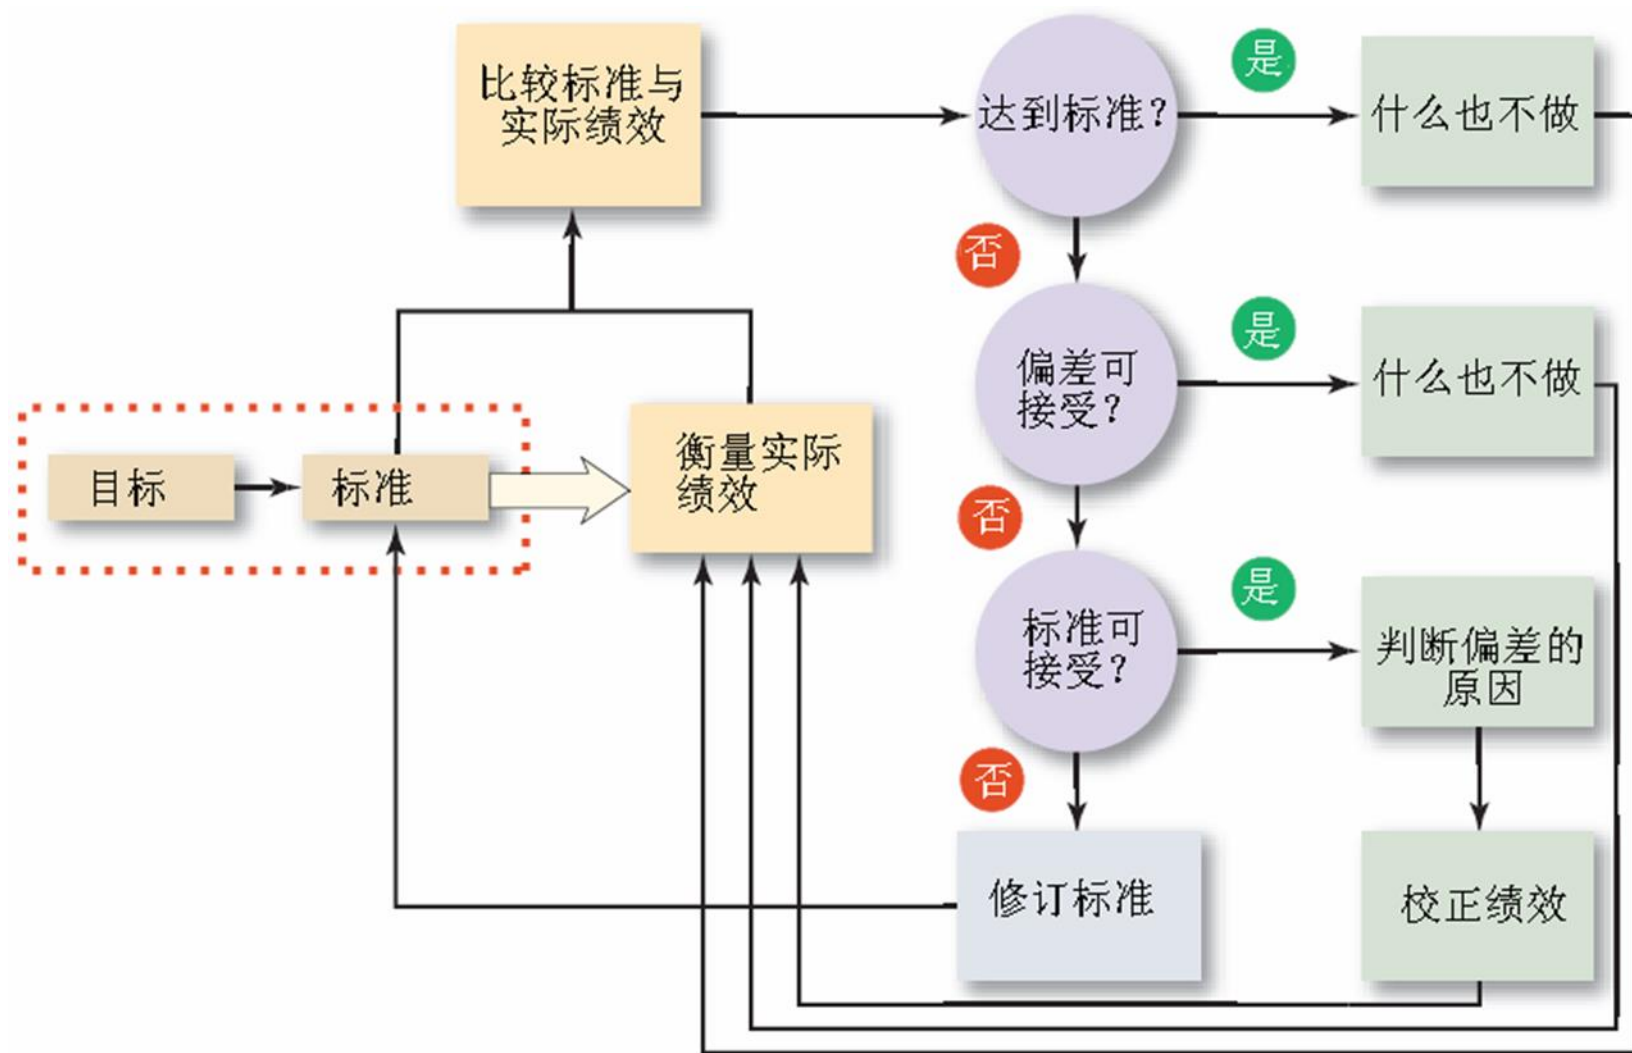 比较标准与
实际绩效
达到标准?
是
什么也不做
否
偏差可
接受?
是
什么也不做
目标
标准
衡量实际
绩效
否
标准可
接受?
是
判断偏差的
原因
否
修订标准
校正绩效